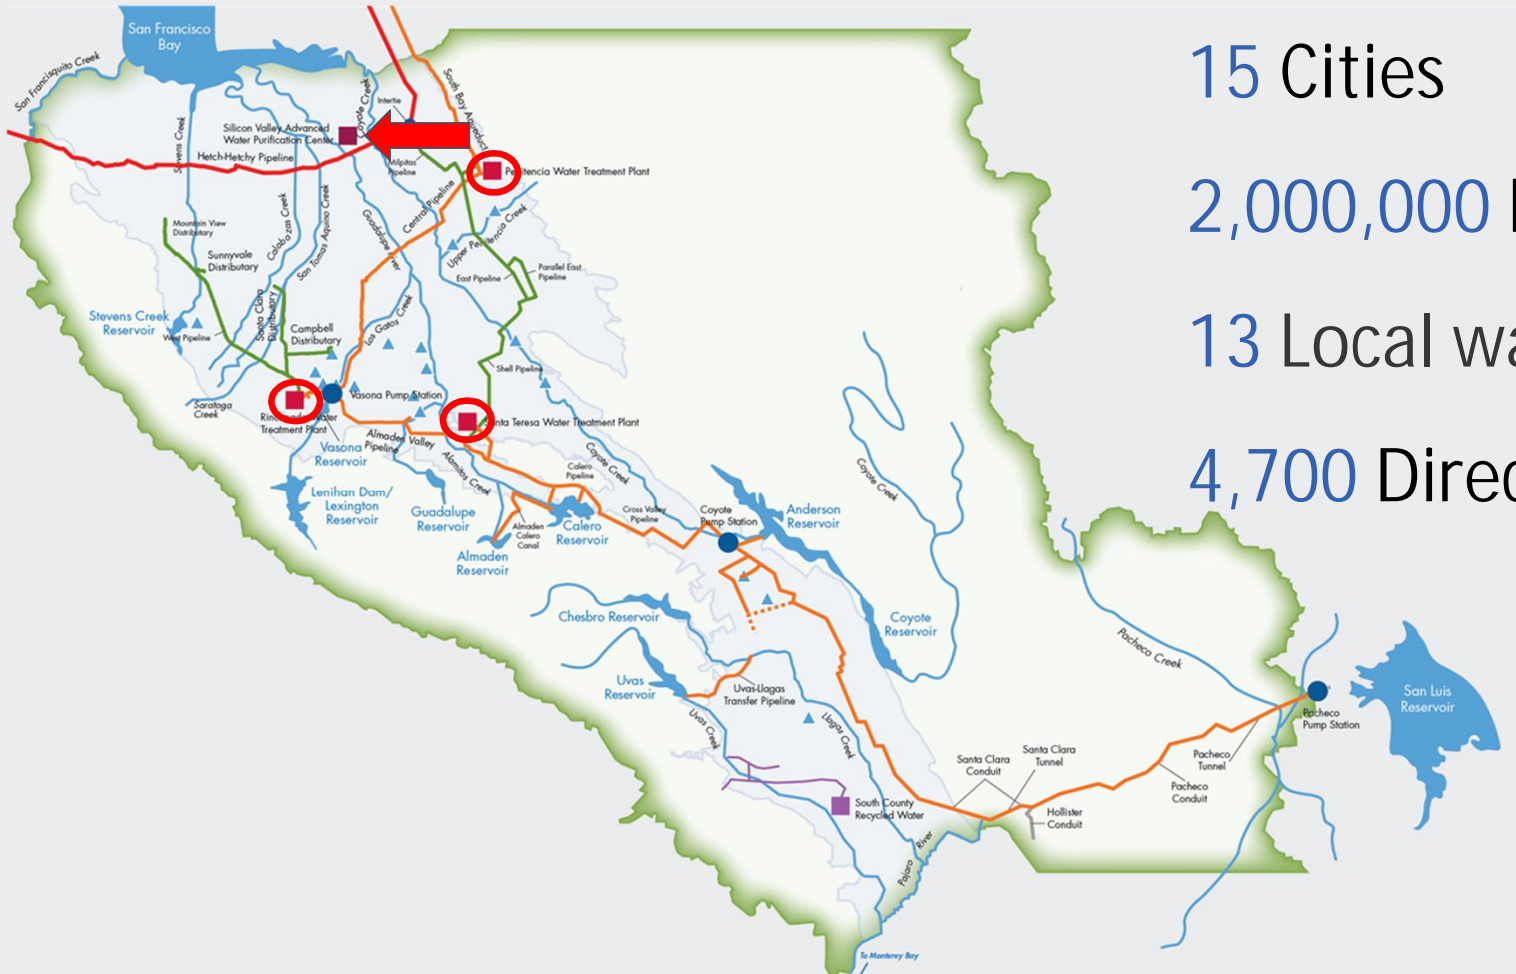 San Francisco
Bay
San Francisquito Creek
Stevens Creek
Silicon Valley Advanced
Water Purification Center
Hetch-Hetchy Pipeline
Coyote Creek
Intertie
South Bay Aqueduct
Milpitas
Pipeline
Penitencia Water Treatment Plant
Central Pipeline
Guadalupe River
Upper Penitencia Creek
Mountain View
Distributary
Sunnyvale
Distributary
Calabazas Creek
San Tomas Aquino Creek
East Pipeline
Parallel East
Pipeline
Stevens Creek
Reservoir
West Pipeline
Santa Clara
Distributary
Campbell
Distributary
Los Gatos Creek
Shell Pipeline
Saratoga
Creek
Rinconada Water
Treatment Plant
Vasona Pump Station
Santa Teresa Water Treatment Plant
Vasona
Reservoir
Almaden Valley
Pipeline
Alamitos Creek
Coyote Creek
Calero
Pipeline
Lenihan Dam/
Lexington
Reservoir
Guadalupe
Reservoir
Almaden
Calero
Canal
Calero
Reservoir
Cross Valley
Pipeline
Coyote
Pump Station
Anderson
Reservoir
Coyote Creek
Almaden
Reservoir
Chesbro Reservoir
Coyote
Reservoir
Uvas
Reservoir
Uvas-Llagas
Transfer Pipeline
Uvas Creek
Llagas Creek
South County
Recycled Water
Pacheco Creek
San Luis
Reservoir
Pacheco
Pump Station
Pacheco
Tunnel
Pacheco
Conduit
Santa Clara
Tunnel
Santa Clara
Conduit
Hollister
Conduit
Pajaro River
To Monterey Bay
15 Cities
2,000,000
13 Local wa
4,700 Direc